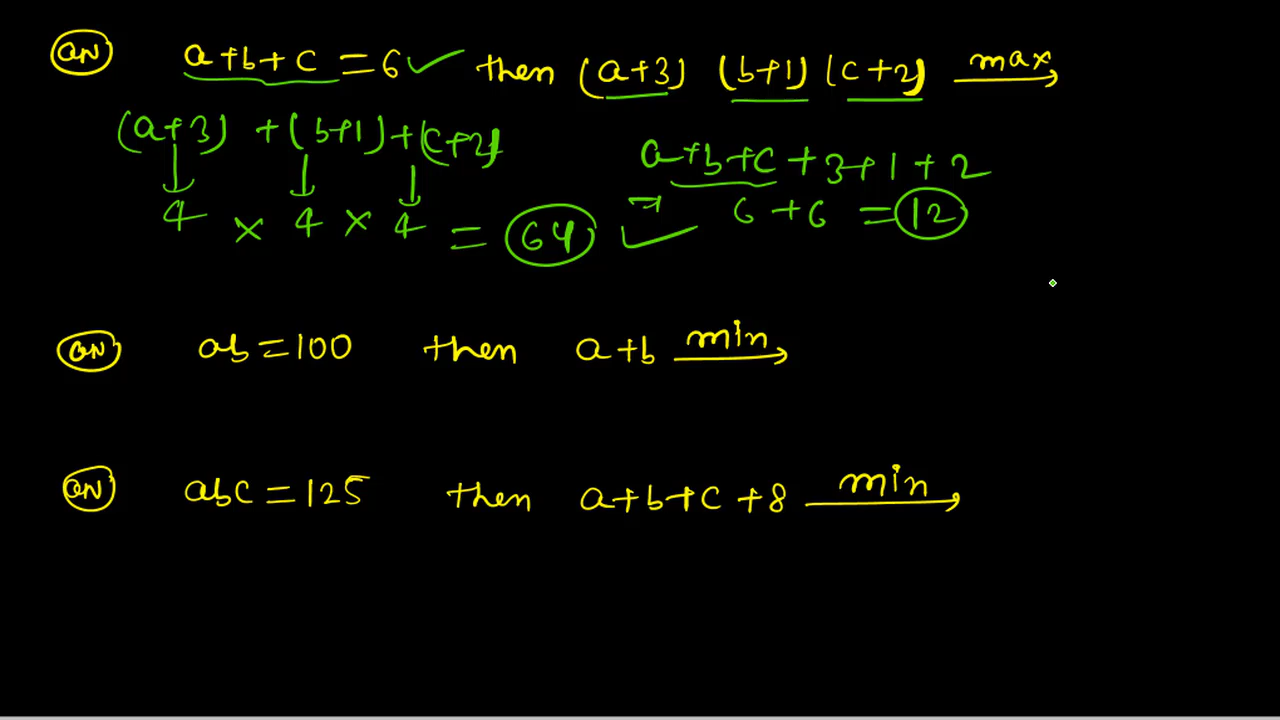 QN a+b+c = 6 ✓ then (a+3) (b+1) (c+2) max →
(a+3) + (b+1) + (c+2)
a+b+c + 3+1+2
4 × 4 × 4 = 64 ✓
⇒ 6 + 6 = 12
QN ab = 100 then a+b min →
QN abc = 125 then a+b+c+8 min →